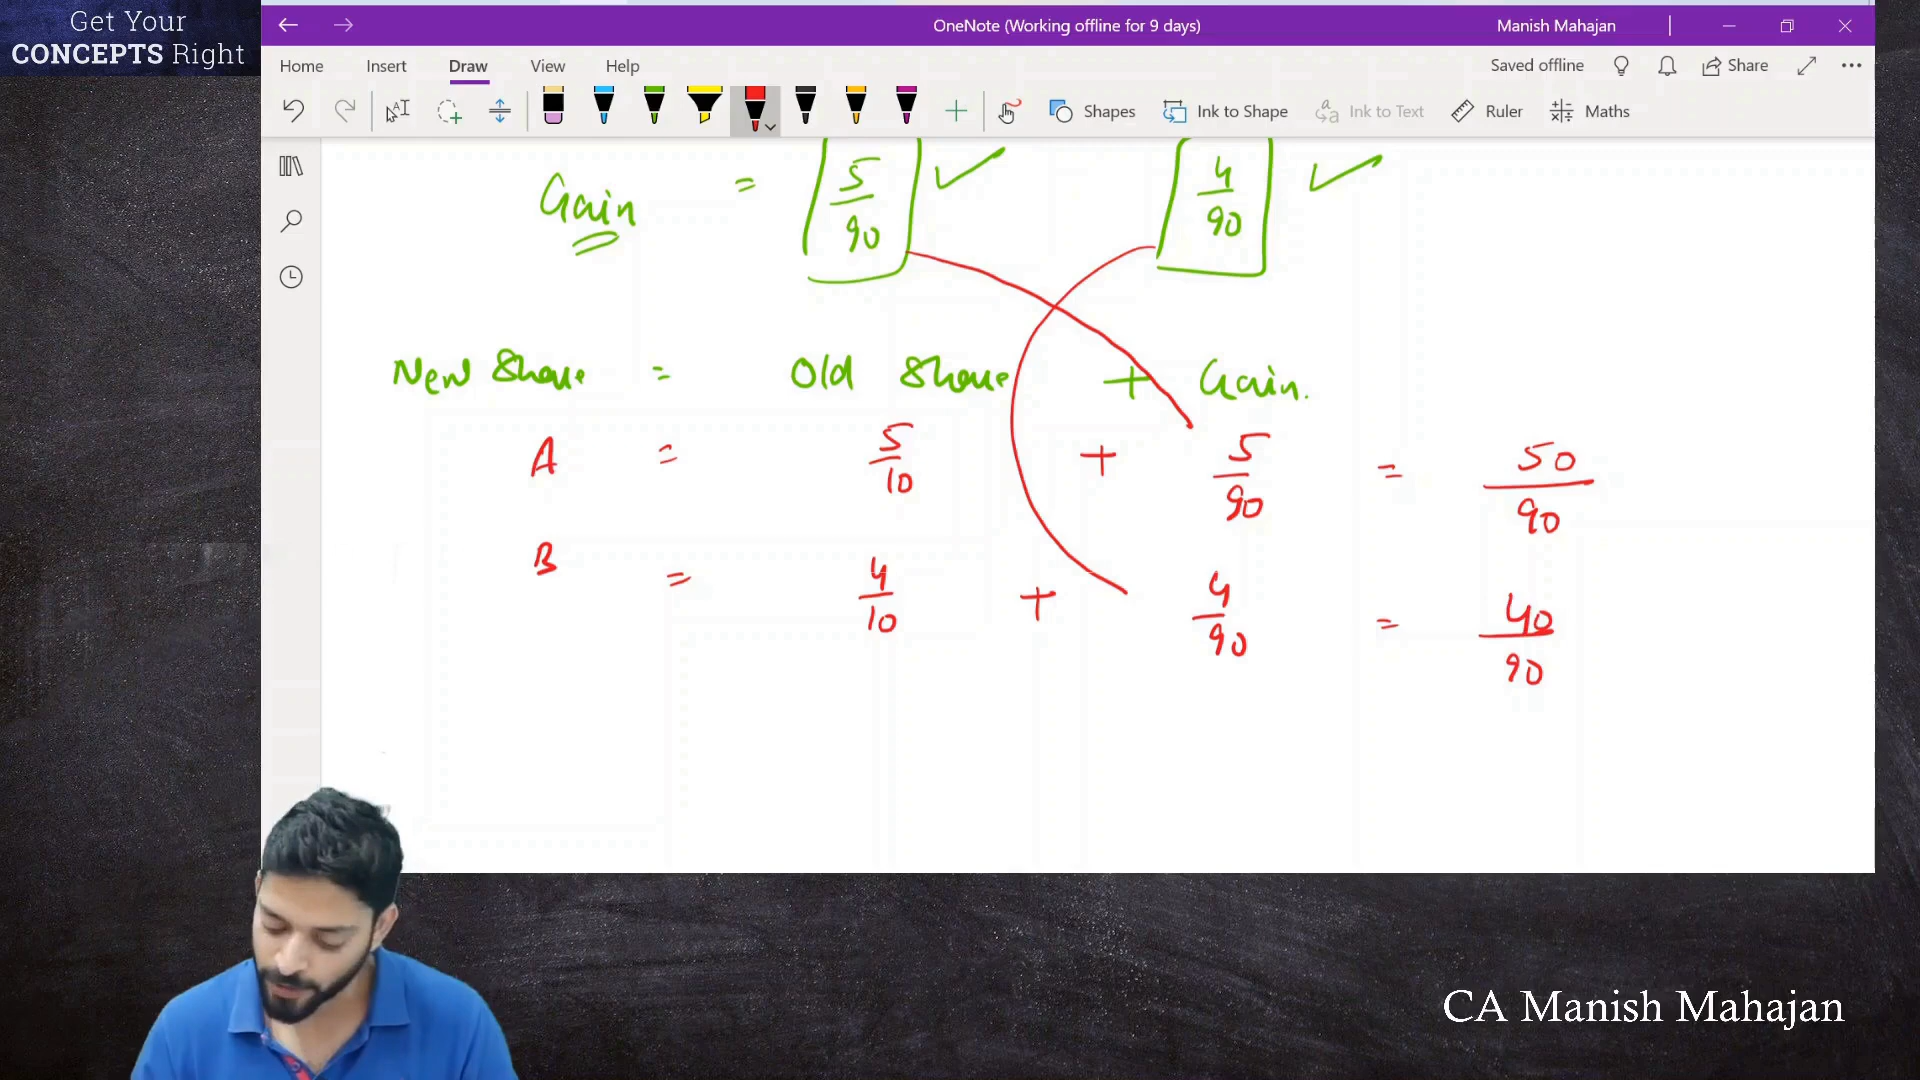 Get Your
CONCEPTS Right
OneNote (Working offline for 9 days)
Manish Mahajan
Home Insert Draw View Help
Saved offline
Share
Shapes
Ink to Shape
Ink to Text
Ruler
Maths
Gain = 5/90 4/90
New Share = Old Share + Gain.
A = 5/10 + 5/90 = 50/90
B = 4/10 + 4/90 = 40/90
CA Manish Mahajan